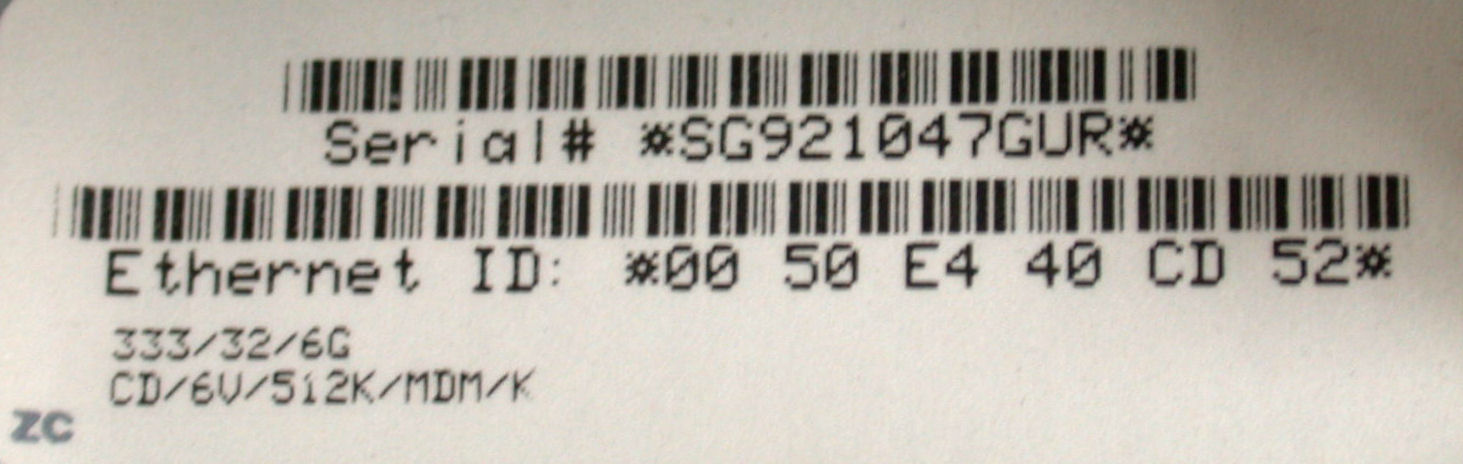 Serial# *SG921047GUR*
Ethernet ID: *00 50 E4 40 CD 52*
333/32/6G
CD/6V/512K/MDM/K
ZC